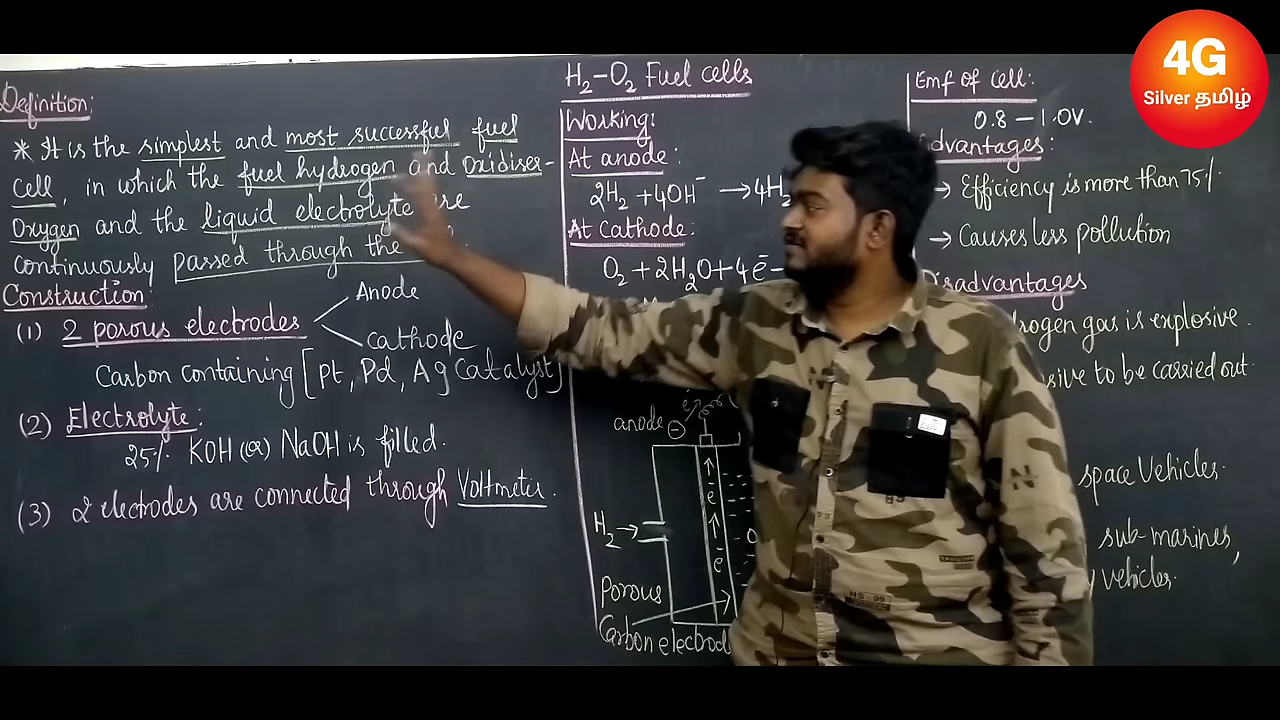 4G
Silver தமிழ்
H₂-O₂ Fuel cells
Definition:
* It is the simplest and most successful fuel
cell, in which the fuel hydrogen and oxidiser-
Oxygen and the liquid electrolyte are
continuously passed through the
Construction:
(1) 2 porous electrodes
Anode
cathode
Carbon containing [Pt, Pd, Ag catalyst]
(2) Electrolyte:
25% KOH (or) NaOH is filled.
(3) 2 electrodes are connected through Voltmeter.
Working:
At anode:
2H₂ + 4OH⁻ → 4H₂
At Cathode:
O₂ + 2H₂O + 4e⁻
anode ⊖
e⁻
e⁻
e⁻
H₂ →
Porous
Carbon electrod
Emf of cell:
0.8 – 1.0V.
Advantages:
→ Efficiency is more than 75%
→ Causes less pollution
Disadvantages
rogen gas is explosive.
sive to be carried out.
space vehicles.
sub-marines,
y vehicles.